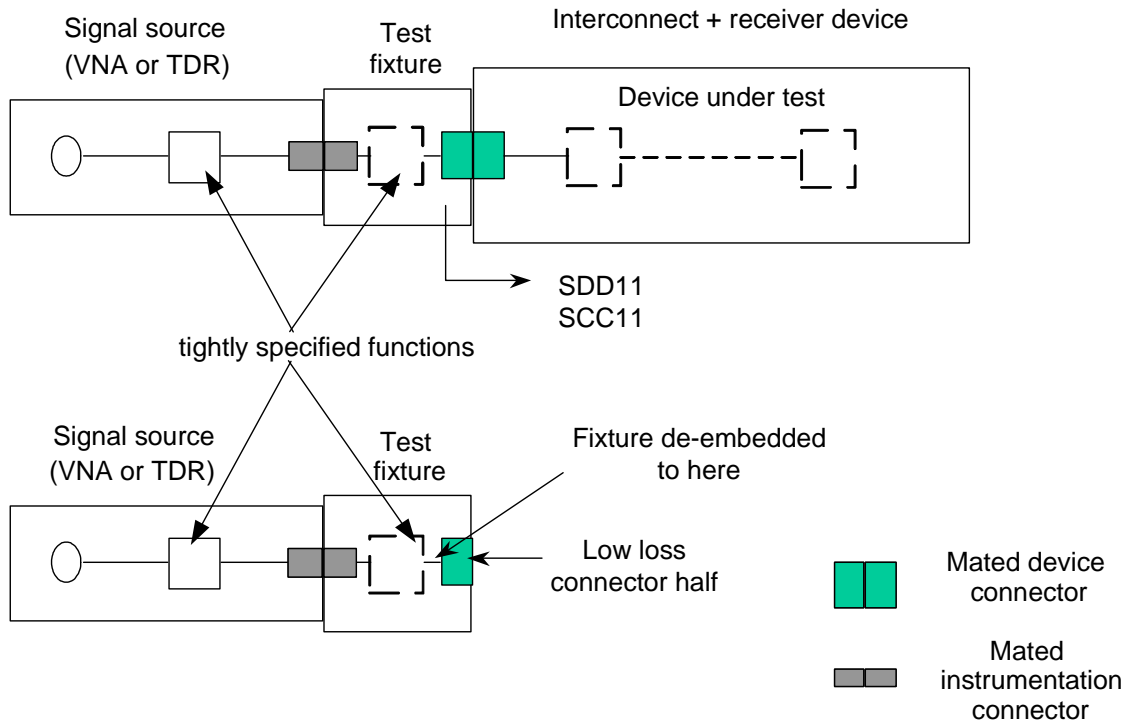 Interconnect + receiver device
Signal source
(VNA or TDR)
Test
fixture
Device under test
SDD11
SCC11
tightly specified functions
Signal source
(VNA or TDR)
Test
fixture
Fixture de-embedded
to here
Low loss
connector half
Mated device
connector
Mated
instrumentation
connector